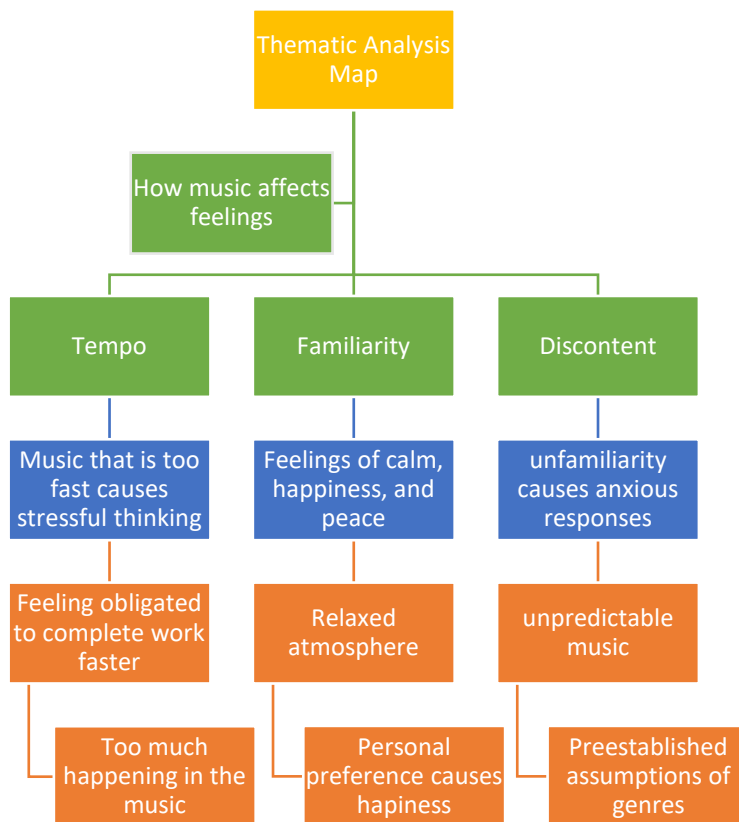 Thematic Analysis
Map
How music affects
feelings
Tempo
Familiarity
Discontent
Music that is too
fast causes
stressful thinking
Feelings of calm,
happiness, and
peace
unfamiliarity
causes anxious
responses
Feeling obligated
to complete work
faster
Relaxed
atmosphere
unpredictable
music
Too much
happening in the
music
Personal
preference causes
hapiness
Preestablished
assumptions of
genres